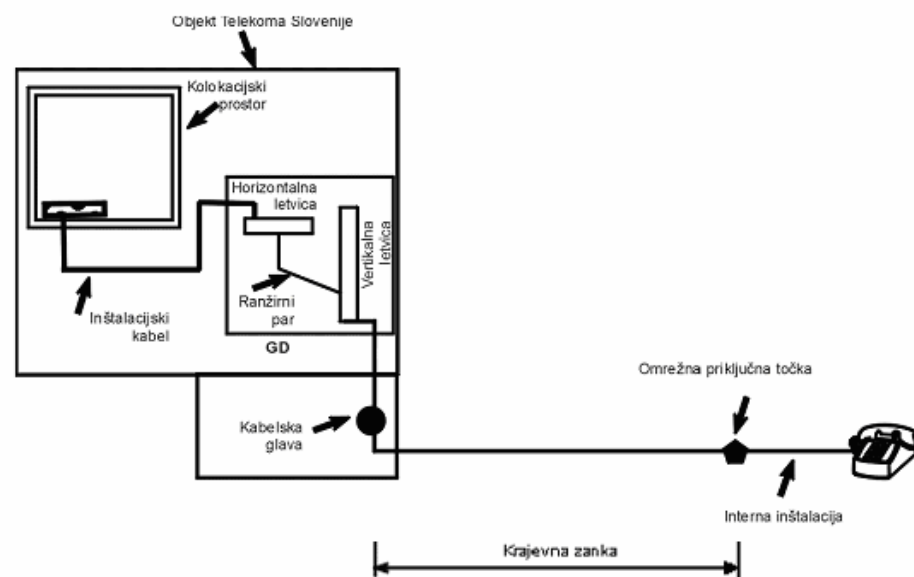 Objekt Telekoma Slovenije
Kolokacijski
prostor
Horizontalna
letvica
Vertikalna
letvica
Ranžirni
par
Inštalacijski
kabel
GD
Kabelska
glava
Omrežna priključna točka
Interna inštalacija
Krajevna zanka